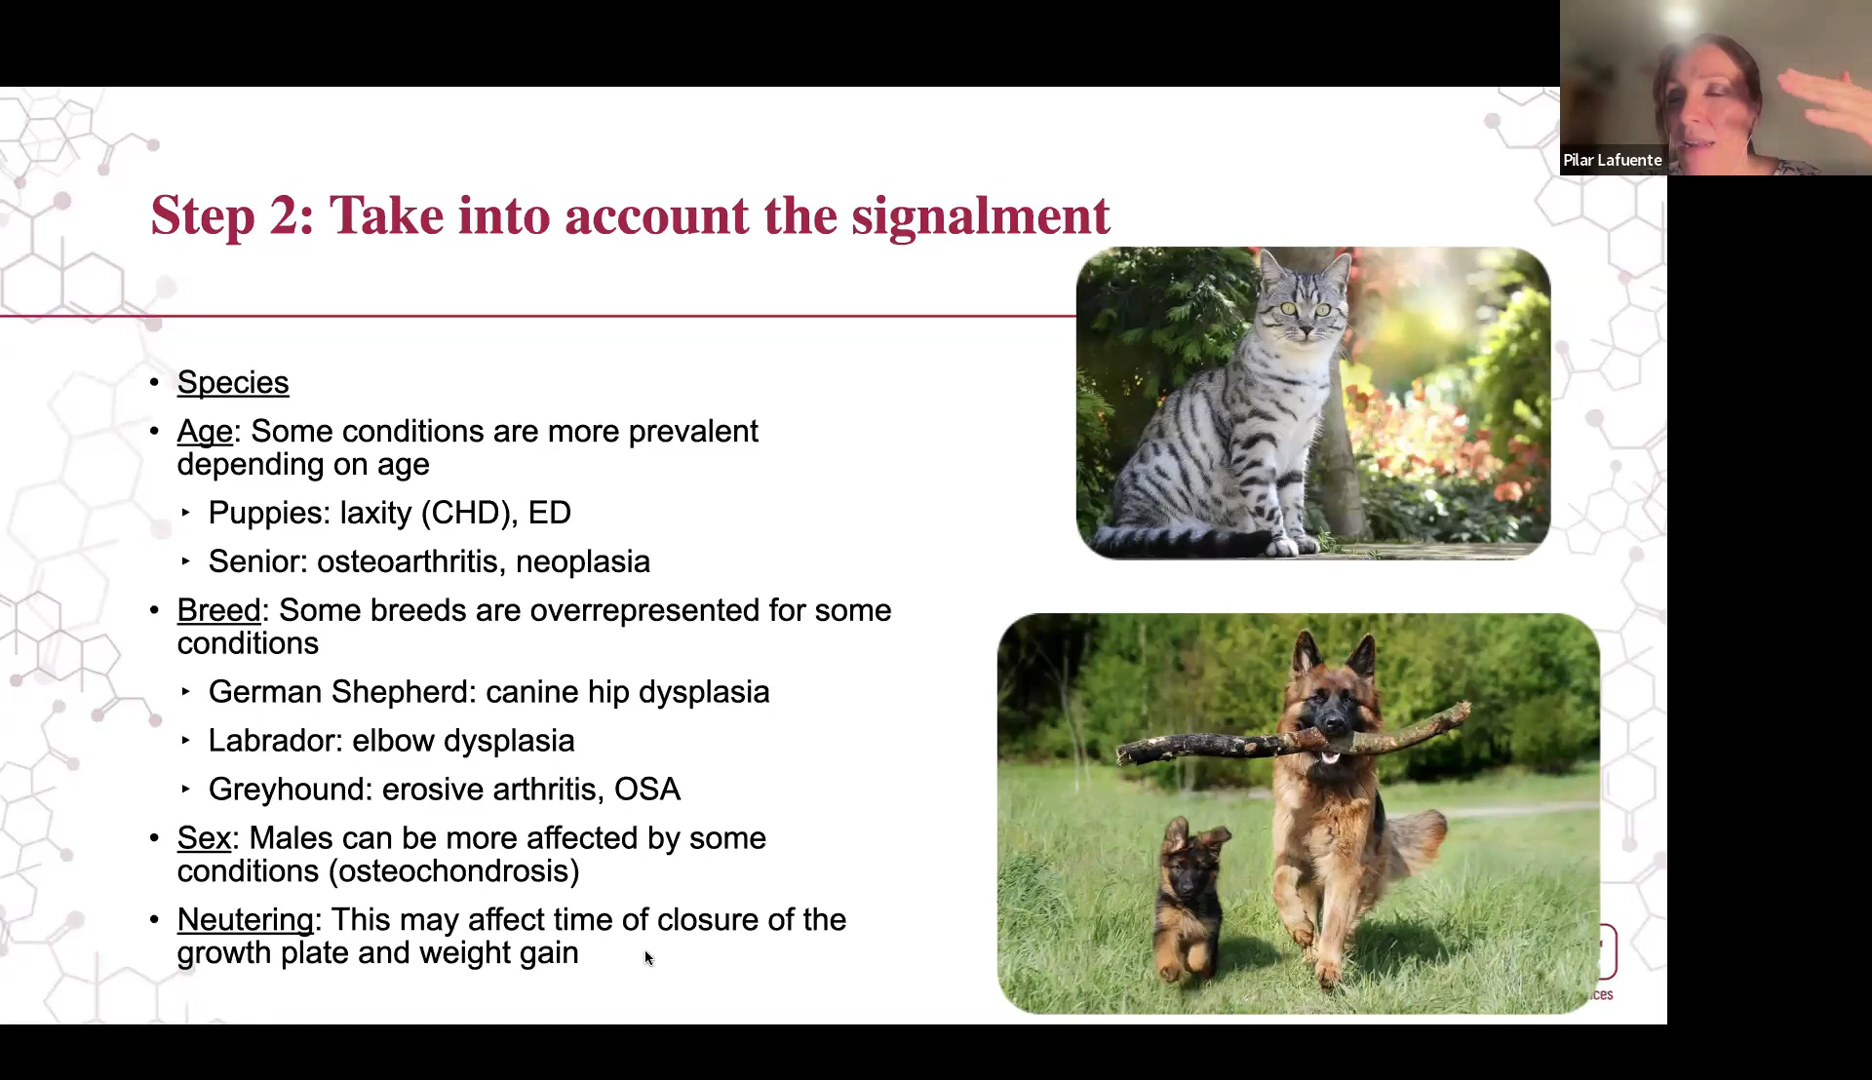 Pilar Lafuente
Step 2: Take into account the signalment
• Species
• Age: Some conditions are more prevalent
depending on age
‣ Puppies: laxity (CHD), ED
‣ Senior: osteoarthritis, neoplasia
• Breed: Some breeds are overrepresented for some
conditions
‣ German Shepherd: canine hip dysplasia
‣ Labrador: elbow dysplasia
‣ Greyhound: erosive arthritis, OSA
• Sex: Males can be more affected by some
conditions (osteochondrosis)
• Neutering: This may affect time of closure of the
growth plate and weight gain